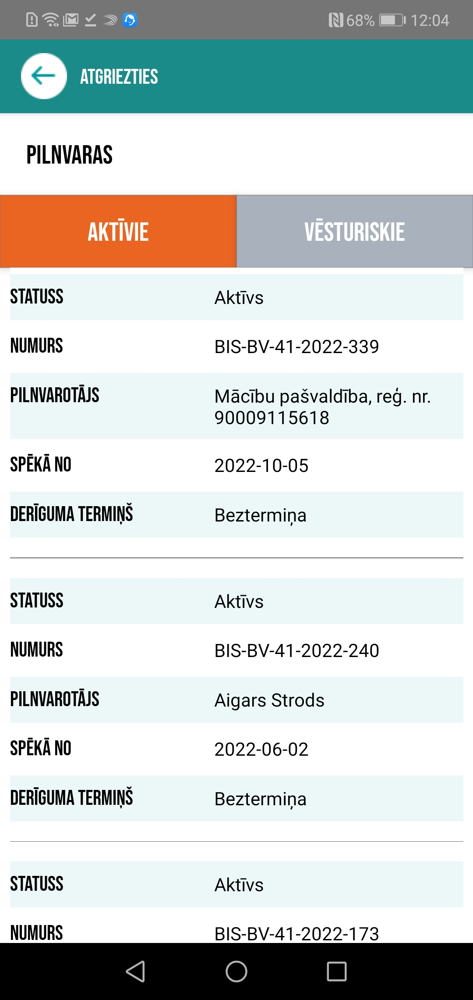 68% 12:04
ATGRIEZTIES
PILNVARAS
AKTĪVIE VĒSTURISKIE
STATUSS Aktīvs
NUMURS BIS-BV-41-2022-339
PILNVAROTĀJS Mācību pašvaldība, reģ. nr.
90009115618
SPĒKĀ NO 2022-10-05
DERĪGUMA TERMIŅŠ Beztermiņa
STATUSS Aktīvs
NUMURS BIS-BV-41-2022-240
PILNVAROTĀJS Aigars Strods
SPĒKĀ NO 2022-06-02
DERĪGUMA TERMIŅŠ Beztermiņa
STATUSS Aktīvs
NUMURS BIS-BV-41-2022-173